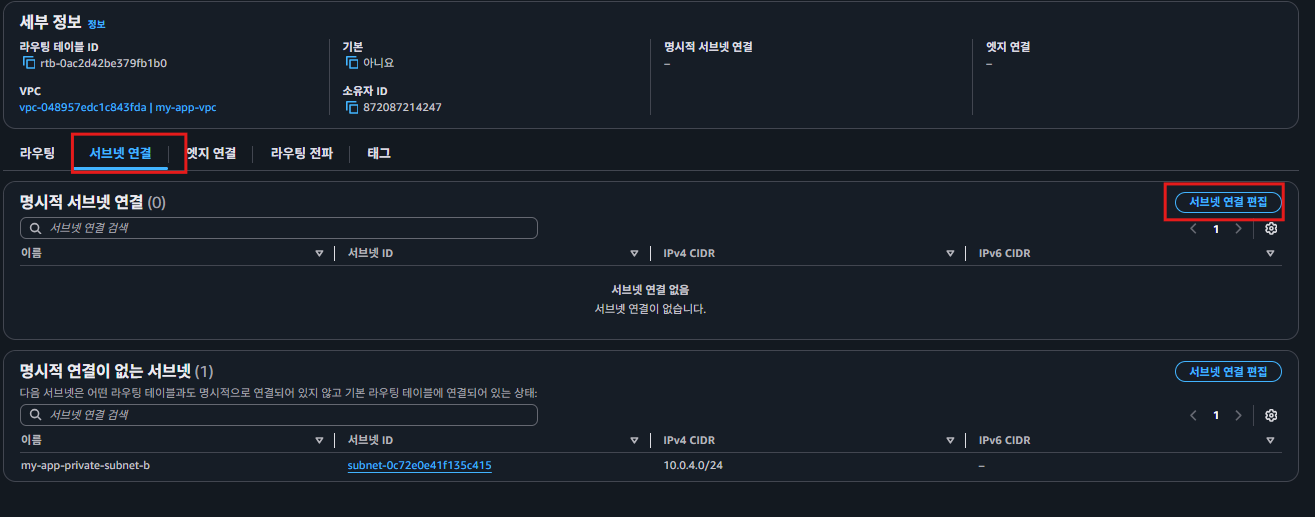 세부 정보 정보
라우팅 테이블 ID
rtb-0ac2d42be379fb1b0
기본
아니요
명시적 서브넷 연결
–
엣지 연결
–
VPC
vpc-048957edc1c843fda | my-app-vpc
소유자 ID
872087214247
라우팅 서브넷 연결 엣지 연결 라우팅 전파 태그
명시적 서브넷 연결 (0)
서브넷 연결 편집
서브넷 연결 검색
1
이름 서브넷 ID IPv4 CIDR IPv6 CIDR
서브넷 연결 없음
서브넷 연결이 없습니다.
명시적 연결이 없는 서브넷 (1)
서브넷 연결 편집
다음 서브넷은 어떤 라우팅 테이블과도 명시적으로 연결되어 있지 않고 기본 라우팅 테이블에 연결되어 있는 상태:
서브넷 연결 검색
1
이름 서브넷 ID IPv4 CIDR IPv6 CIDR
my-app-private-subnet-b subnet-0c72e0e41f135c415 10.0.4.0/24 –